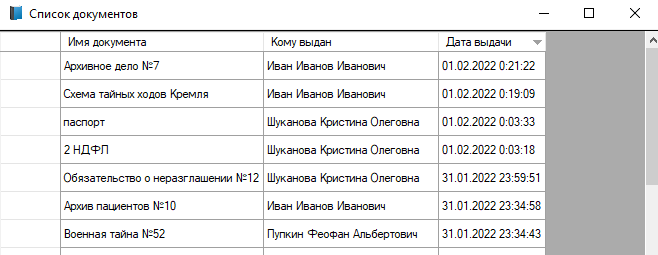 Список документов
Имя документа Кому выдан Дата выдачи
Архивное дело №7 Иван Иванов Иванович 01.02.2022 0:21:22
Схема тайных ходов Кремля Иван Иванов Иванович 01.02.2022 0:19:09
паспорт Шуканова Кристина Олеговна 01.02.2022 0:03:33
2 НДФЛ Шуканова Кристина Олеговна 01.02.2022 0:03:18
Обязательство о неразглашении №12 Шуканова Кристина Олеговна 31.01.2022 23:59:51
Архив пациентов №10 Иван Иванов Иванович 31.01.2022 23:34:58
Военная тайна №52 Пупкин Феофан Альбертович 31.01.2022 23:34:43